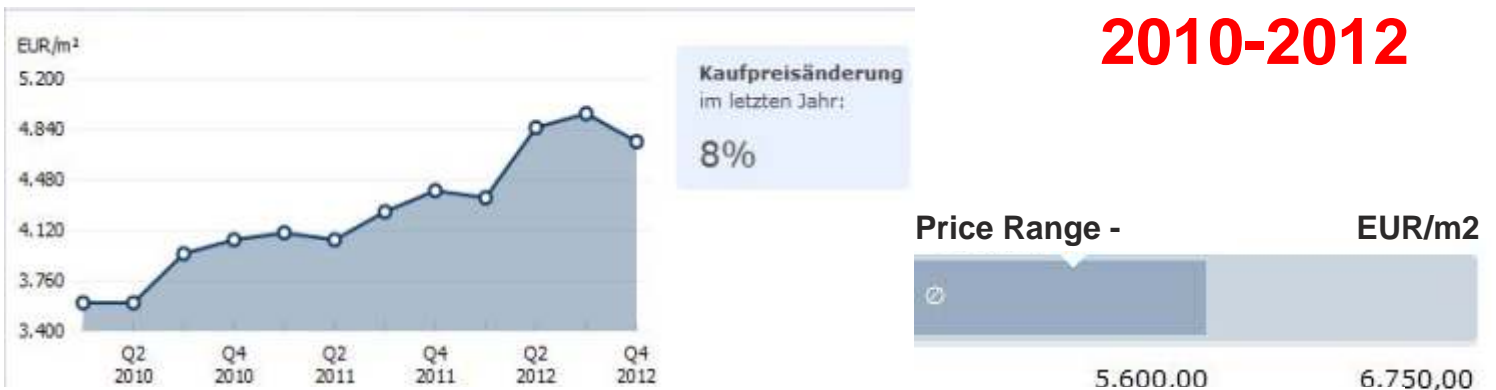 EUR/m²
5.200
4.840
4.480
4.120
3.760
3.400
Q2 2010
Q4 2010
Q2 2011
Q4 2011
Q2 2012
Q4 2012
Kaufpreisänderung
im letzten Jahr:
8%
2010-2012
Price Range - EUR/m2
Ø
5.600,00 6.750,00